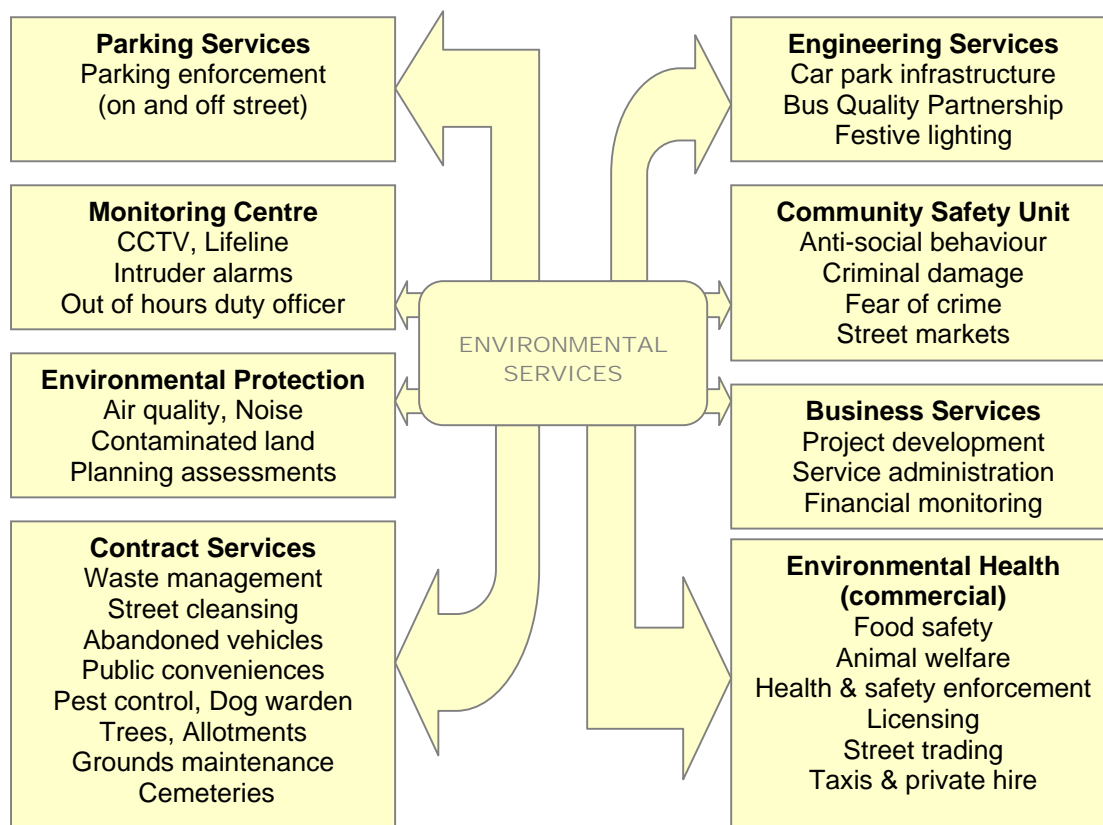 Parking Services
Parking enforcement
(on and off street)
Monitoring Centre
CCTV, Lifeline
Intruder alarms
Out of hours duty officer
Environmental Protection
Air quality, Noise
Contaminated land
Planning assessments
Contract Services
Waste management
Street cleansing
Abandoned vehicles
Public conveniences
Pest control, Dog warden
Trees, Allotments
Grounds maintenance
Cemeteries
ENVIRONMENTAL
SERVICES
Engineering Services
Car park infrastructure
Bus Quality Partnership
Festive lighting
Community Safety Unit
Anti-social behaviour
Criminal damage
Fear of crime
Street markets
Business Services
Project development
Service administration
Financial monitoring
Environmental Health
(commercial)
Food safety
Animal welfare
Health & safety enforcement
Licensing
Street trading
Taxis & private hire